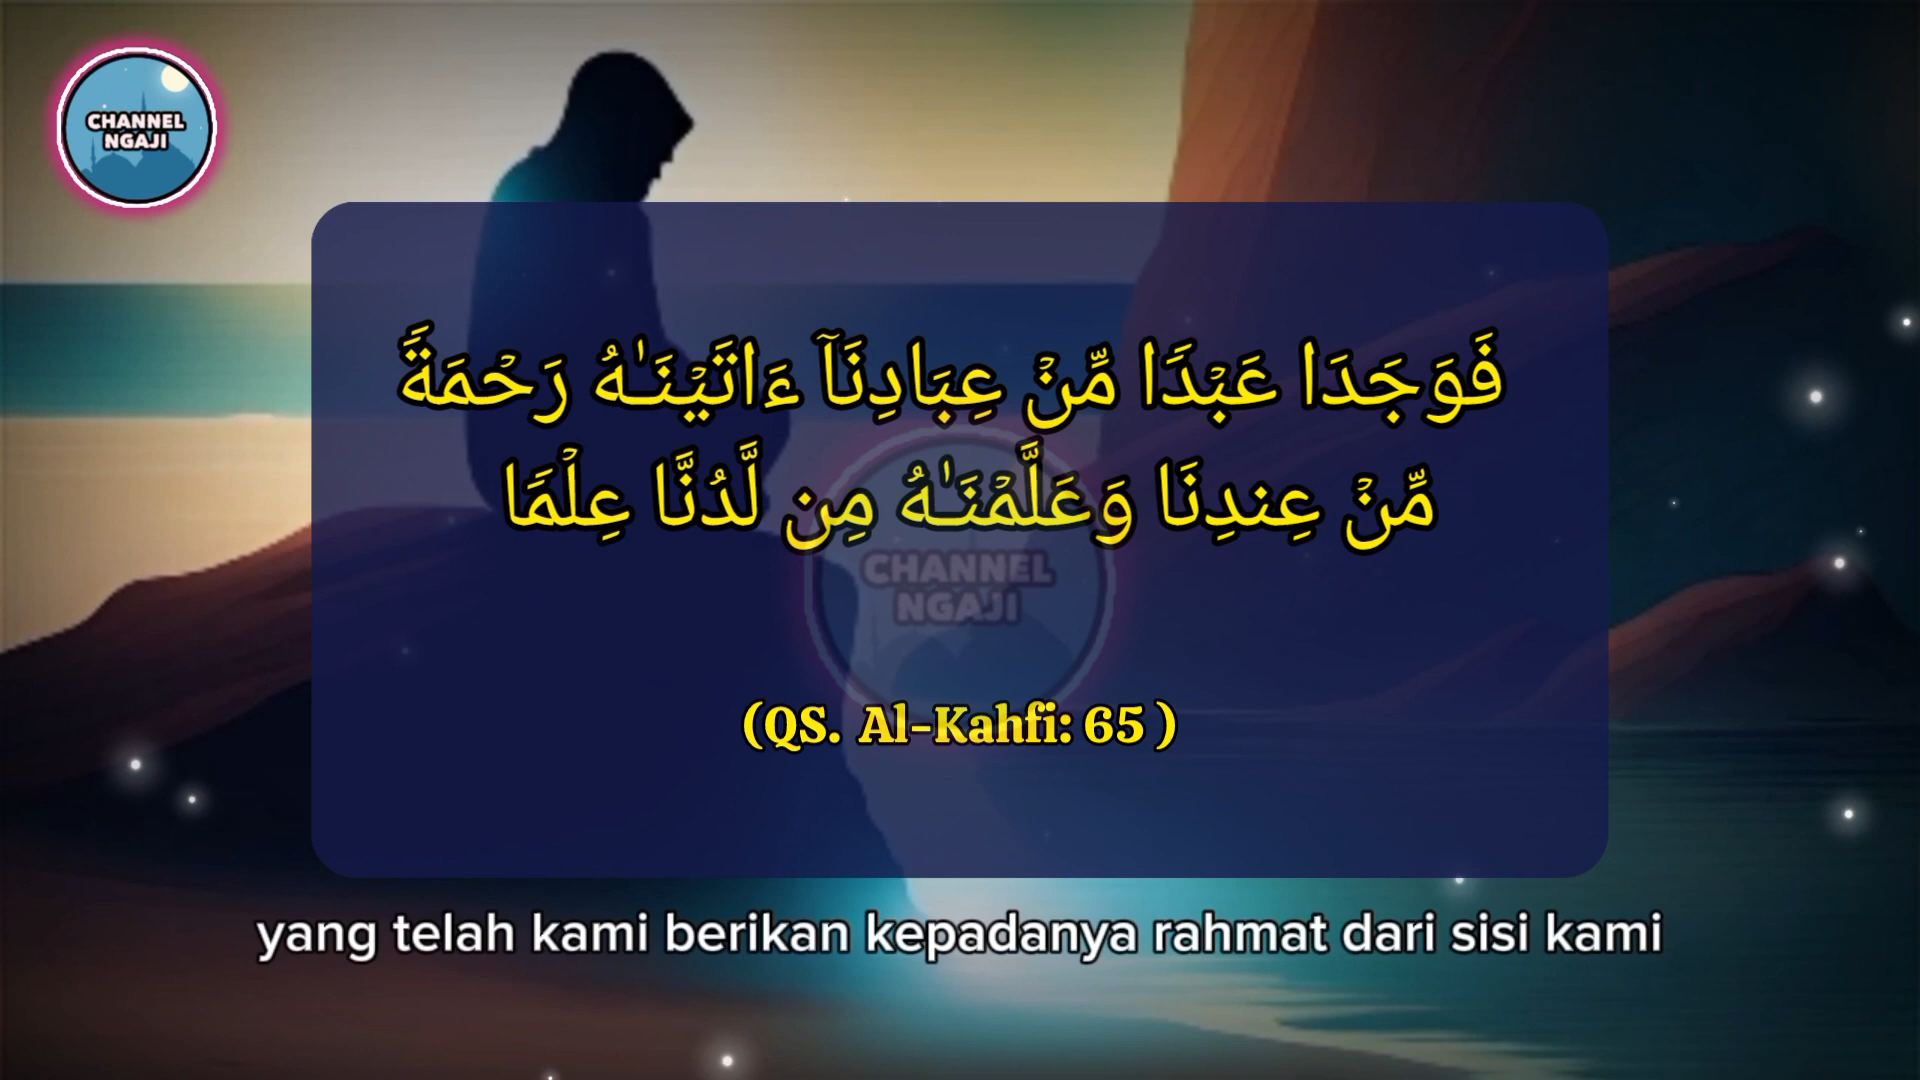 CHANNEL
NGAJI
فَوَجَدَا عَبْدًا مِّنْ عِبَادِنَآ ءَاتَيْنَـٰهُ رَحْمَةً
مِّنْ عِندِنَا وَعَلَّمْنَـٰهُ مِن لَّدُنَّا عِلْمًا
CHANNEL
NGAJI
(QS. Al-Kahfi: 65 )
yang telah kami berikan kepadanya rahmat dari sisi kami